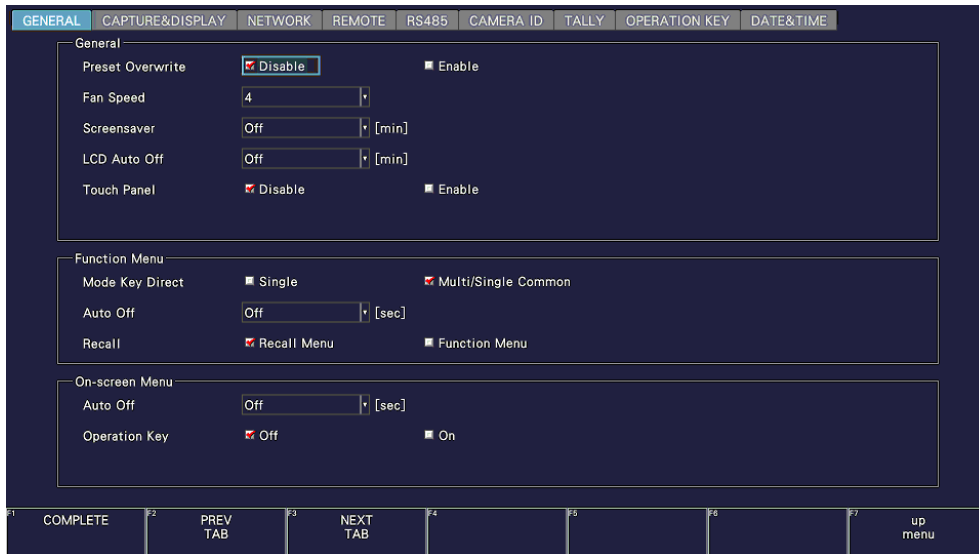 GENERAL CAPTURE&DISPLAY NETWORK REMOTE RS485 CAMERA ID TALLY OPERATION KEY DATE&TIME
General
Preset Overwrite Disable Enable
Fan Speed 4
Screensaver Off [min]
LCD Auto Off Off [min]
Touch Panel Disable Enable
Function Menu
Mode Key Direct Single Multi/Single Common
Auto Off Off [sec]
Recall Recall Menu Function Menu
On-screen Menu
Auto Off Off [sec]
Operation Key Off On
F1 COMPLETE
F2 PREV
TAB
F3 NEXT
TAB
F4
F5
F6
F7 up
menu